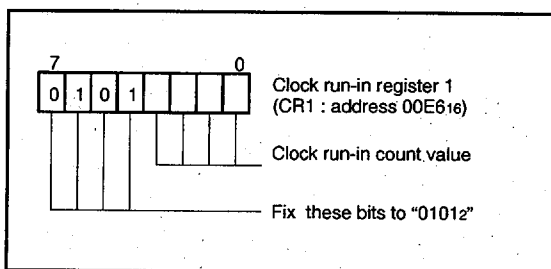 7 0
0 1 0 1
Clock run-in register 1
(CR1 : address 00E6₁₆)
Clock run-in count value
Fix these bits to “0101₂”